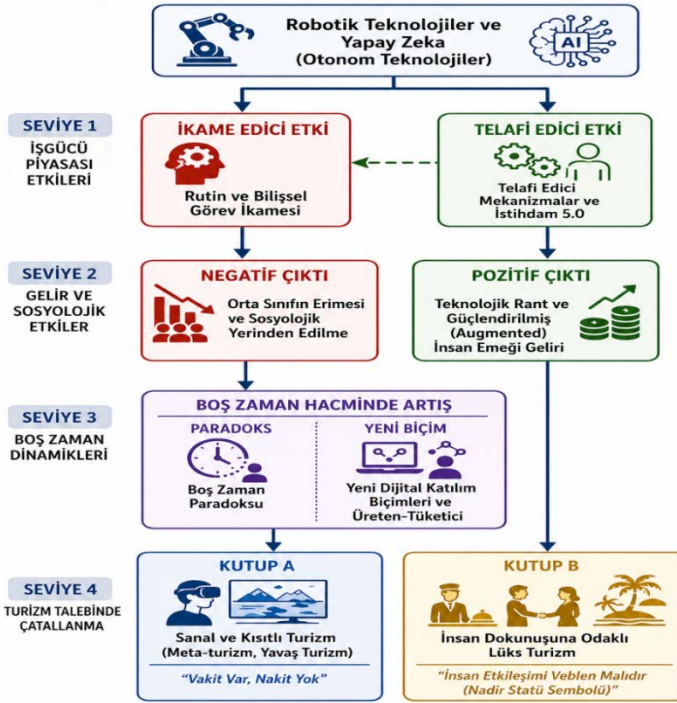 Robotik Teknolojiler ve
Yapay Zeka
(Otonom Teknolojiler)
AI
SEVİYE 1
İŞGÜCÜ
PİYASASI
ETKİLERİ
İKAME EDİCİ ETKİ
Rutin ve Bilişsel
Görev İkamesi
TELAFİ EDİCİ ETKİ
Telafi Edici
Mekanizmalar ve
İstihdam 5.0
SEVİYE 2
GELİR VE
SOSYOLOJİK
ETKİLER
NEGATİF ÇIKTI
Orta Sınıfın Erimesi
ve Sosyolojik
Yerinden Edilme
POZİTİF ÇIKTI
Teknolojik Rant ve
Güçlendirilmiş
(Augmented)
İnsan Emeği Geliri
SEVİYE 3
BOŞ ZAMAN
DİNAMİKLERİ
BOŞ ZAMAN HACMİNDE ARTIŞ
PARADOKS
Boş Zaman
Paradoksu
YENİ BİÇİM
Yeni Dijital Katılım
Biçimleri ve
Üreten-Tüketici
SEVİYE 4
TURİZM TALEBİNDE
ÇATALLANMA
KUTUP A
Sanal ve Kısıtlı Turizm
(Meta-turizm, Yavaş Turizm)
"Vakit Var, Nakit Yok"
KUTUP B
İnsan Dokunuşuna Odaklı
Lüks Turizm
"İnsan Etkileşimi Veblen Malıdır
(Nadir Statü Sembolü)"